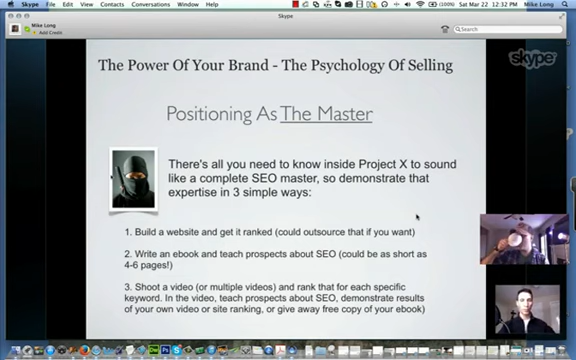 Skype File Edit View Contacts Conversations Window Help (100%) Sat Mar 22 12:32 PM Mike Long
Skype
Mike Long
Add Credit
Search
skype
The Power Of Your Brand - The Psychology Of Selling
Positioning As The Master
There's all you need to know inside Project X to sound
like a complete SEO master, so demonstrate that
expertise in 3 simple ways:
1. Build a website and get it ranked (could outsource that if you want)
2. Write an ebook and teach prospects about SEO (could be as short as
4-6 pages!)
3. Shoot a video (or multiple videos) and rank that for each specific
keyword. In the video, teach prospects about SEO, demonstrate results
of your own video or site ranking, or give away free copy of your ebook)